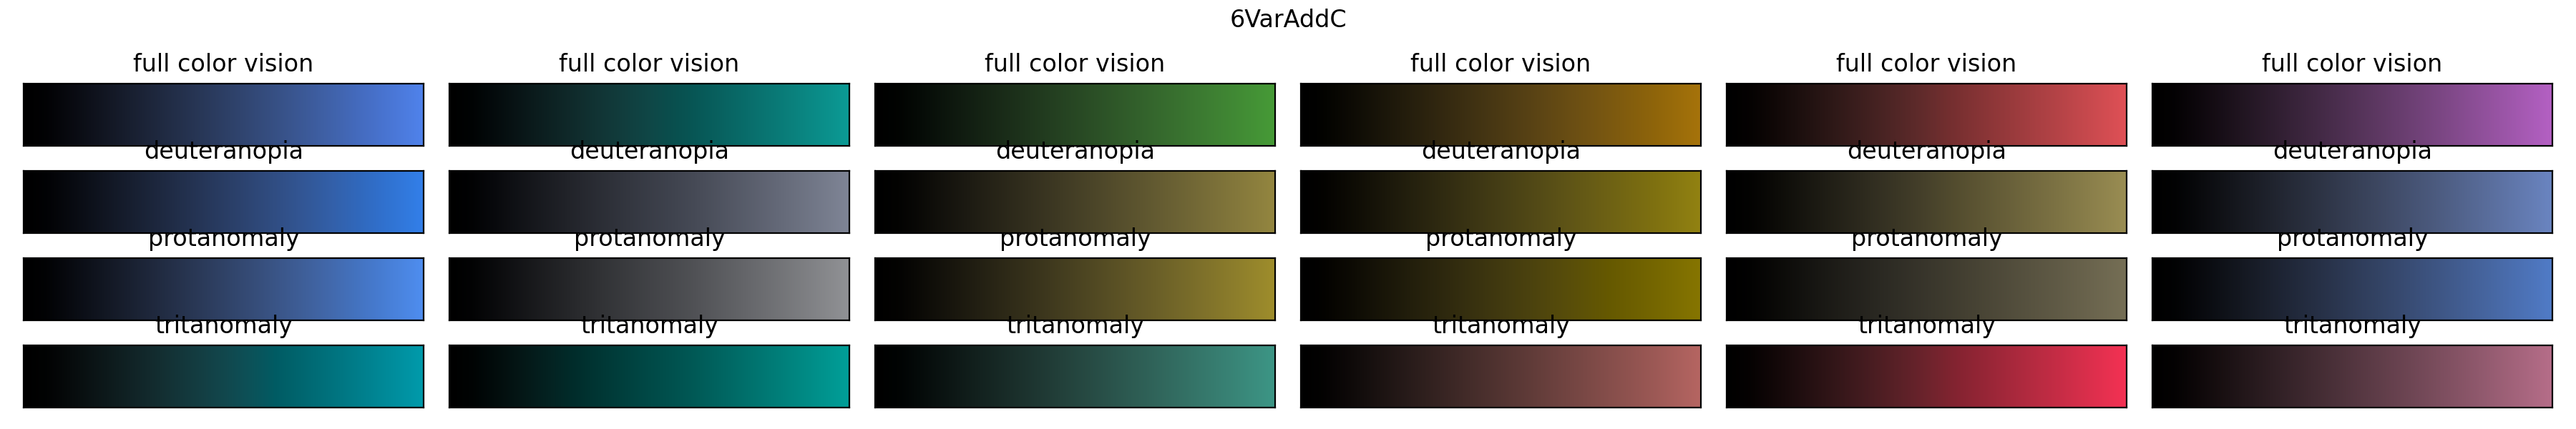 6VarAddC
full color vision full color vision full color vision full color vision full color vision full color vision
deuteranopia deuteranopia deuteranopia deuteranopia deuteranopia deuteranopia
protanomaly protanomaly protanomaly protanomaly protanomaly protanomaly
tritanomaly tritanomaly tritanomaly tritanomaly tritanomaly tritanomaly